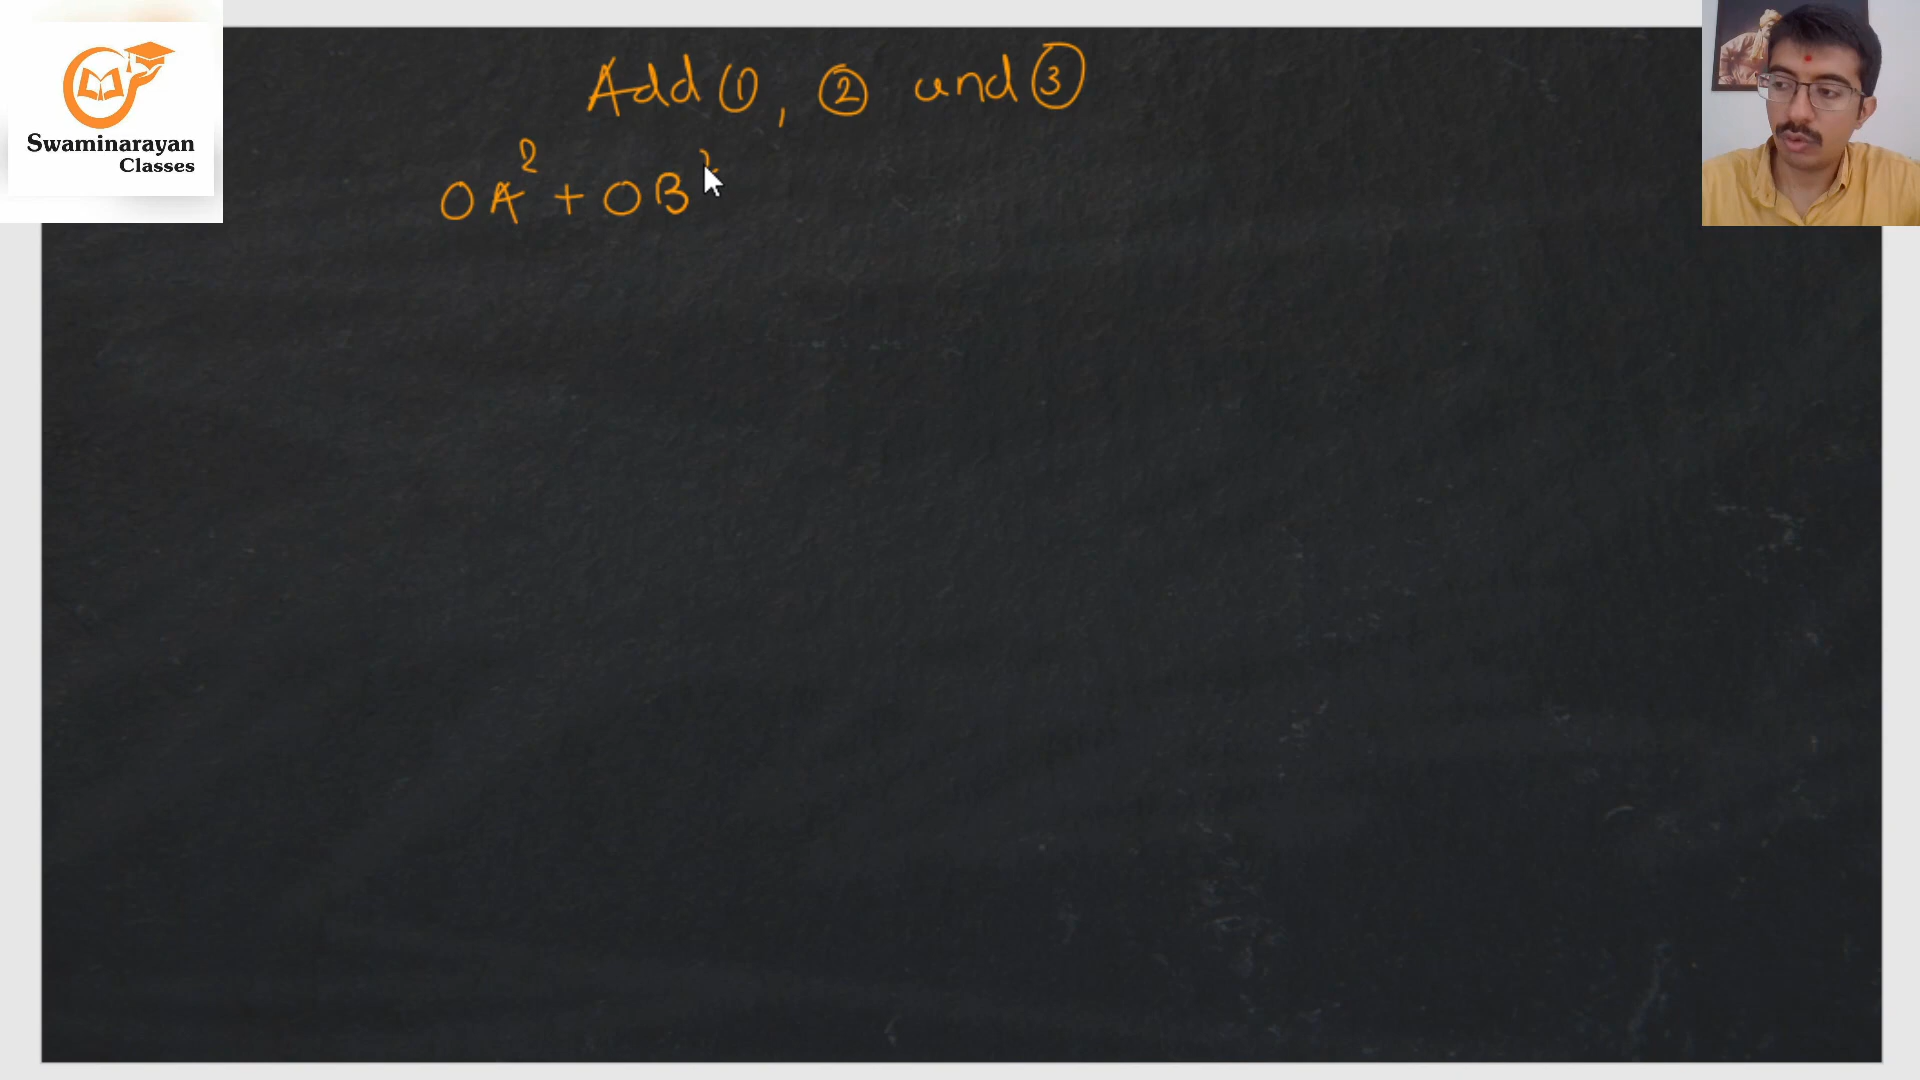 Swaminarayan
Classes
Add ①, ② and ③
OA² + OB²